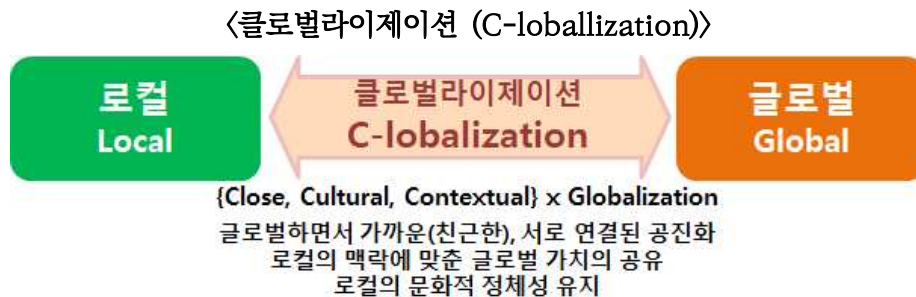 〈클로벌라이제이션 (C-loballization)〉
로컬
Local
클로벌라이제이션
C-lobalization
글로벌
Global
{Close, Cultural, Contextual} x Globalization
글로벌하면서 가까운(친근한), 서로 연결된 공진화
로컬의 맥락에 맞춘 글로벌 가치의 공유
로컬의 문화적 정체성 유지